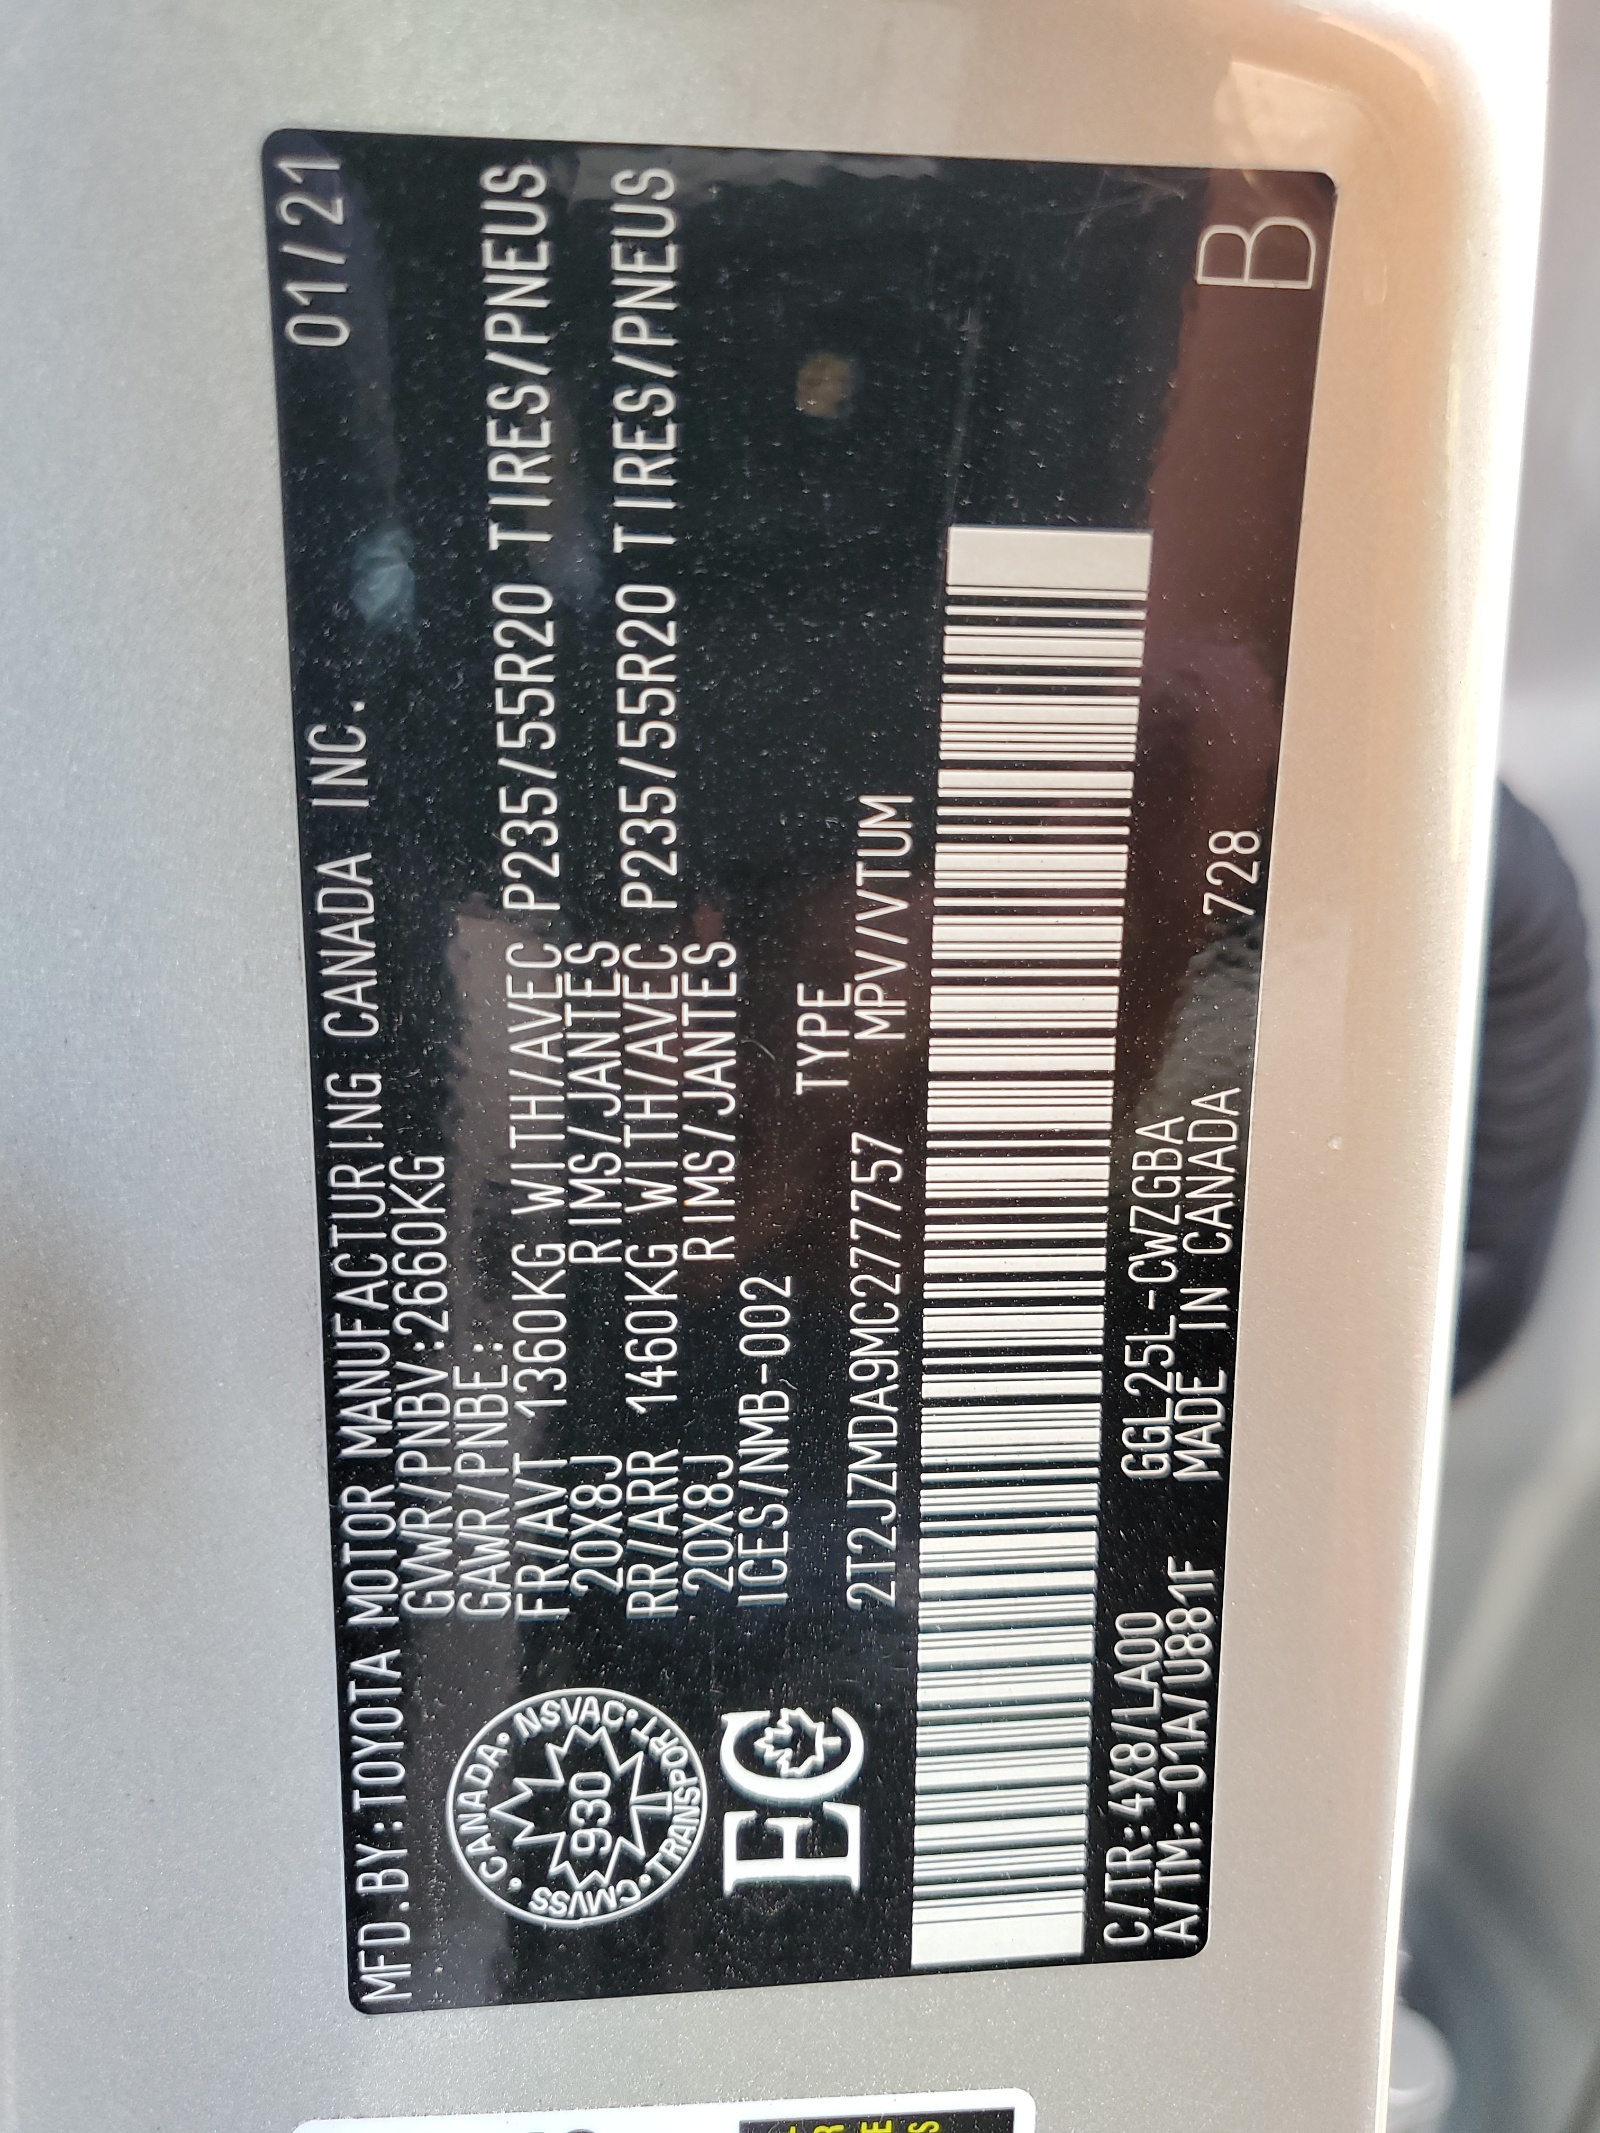 MFD.BY:TOYOTA MOTOR MANUFACTURING CANADA INC. 01/21
GVWR/PNBV:2660KG
GAWR/PNBE:
FR/AVT 1360KG WITH/AVEC P235/55R20 TIRES/PNEUS
20X8J RIMS/JANTES
RR/ARR 1460KG WITH/AVEC P235/55R20 TIRES/PNEUS
20X8J RIMS/JANTES
ICES/NMB-002
CANADA • NSVAC • TRANSPORT • CMVSS
930
EC
TYPE
2T2JZMDA9MC277757 MPV/VTUM
C/TR:4X8/LA00 GGL25L-CWZGBA
A/TM:-01A/U881F MADE IN CANADA 728
B